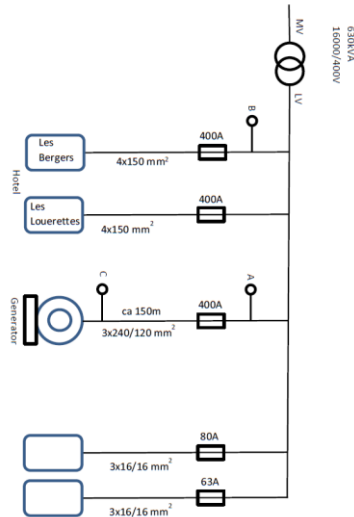 630kVA
16000/400V
MV
LV
B
400A
Les
Bergers
4x150 mm²
Hotel
400A
Les
Louerettes
4x150 mm²
C
A
ca 150m
400A
3x240/120 mm²
Generator
80A
3x16/16 mm²
63A
3x16/16 mm²